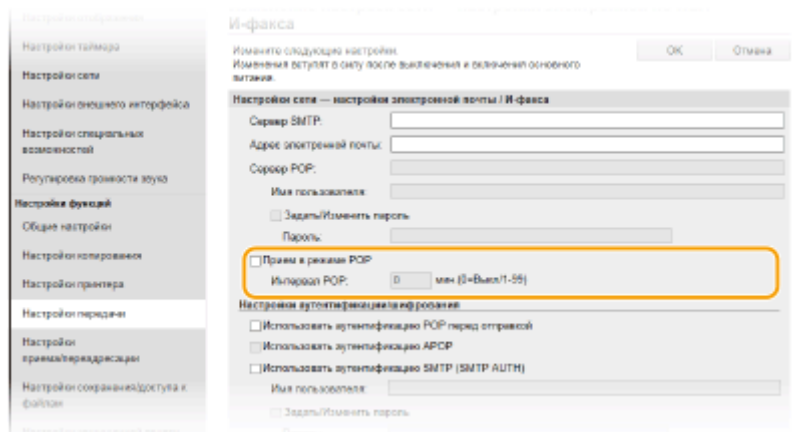 И-факса
Настройки таймера
Настройки сети
Настройки внешнего интерфейса
Настройки специальных
возможностей
Регулировка громкости звука
Настройки функций
Общие настройки
Настройки копирования
Настройки принтера
Настройки передачи
Настройки
приема/переадресации
Настройки сохранения/доступа к
файлам
Измените следующие настройки.
Изменения вступят в силу после выключения и включения основного
питания.
OK
Отмена
Настройки сети — настройки электронной почты / И-факса
Сервер SMTP:
Адрес электронной почты:
Сервер POP:
Имя пользователя:
Задать/Изменить пароль
Пароль:
Прием в режиме POP
Интервал POP:
0
мин (0=Выкл/1-99)
Настройки аутентификации/шифрования
Использовать аутентификацию POP перед отправкой
Использовать аутентификацию APOP
Использовать аутентификацию SMTP (SMTP AUTH)
Имя пользователя:
Задать/Изменить пароль